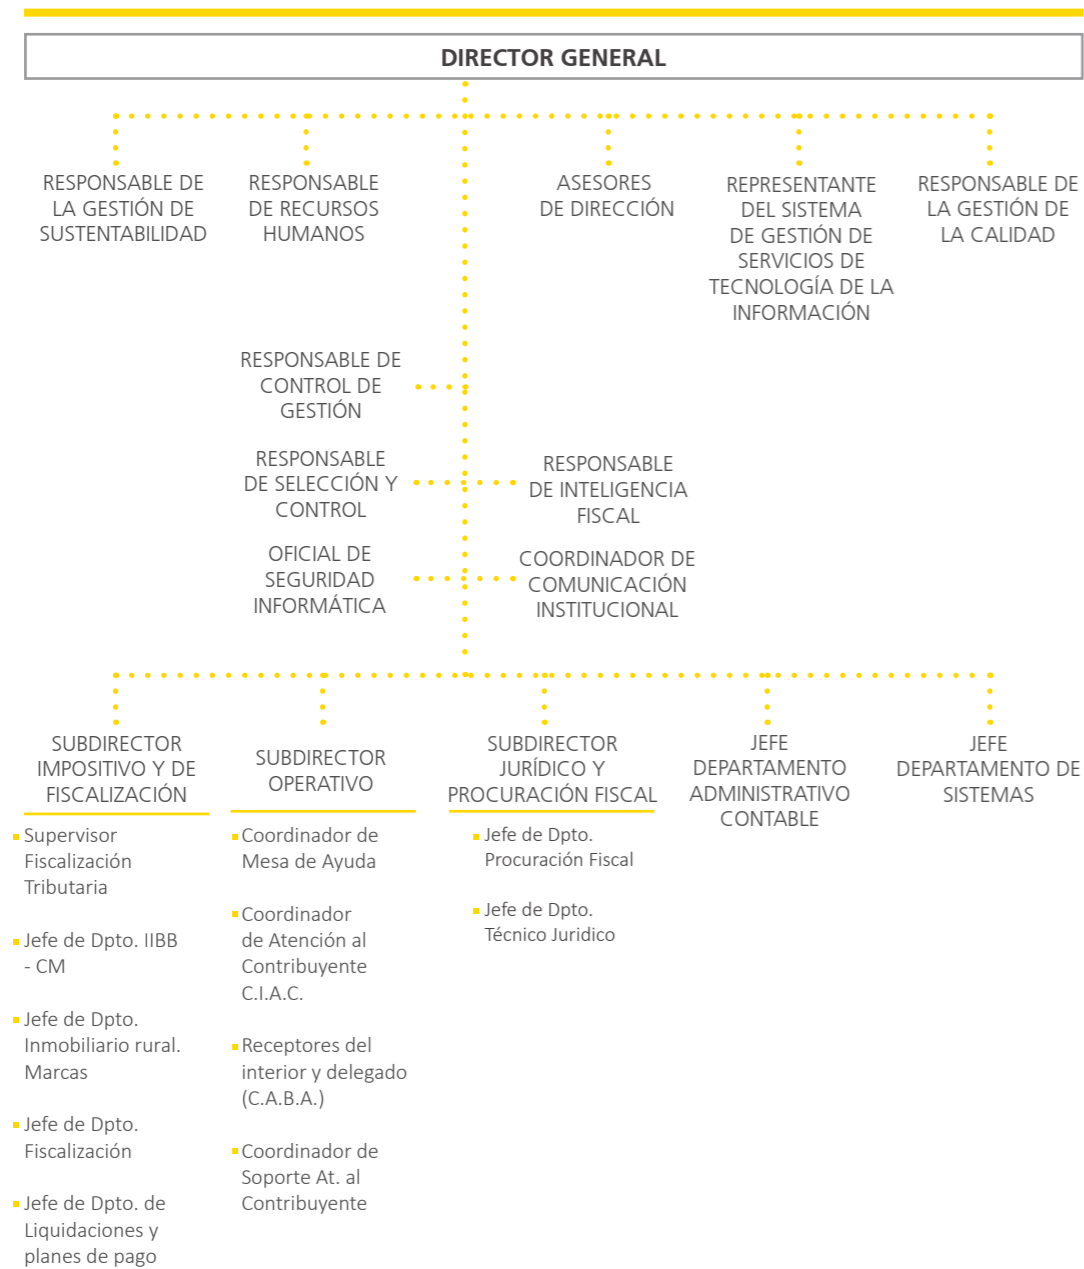 DIRECTOR GENERAL
RESPONSABLE DE
LA GESTIÓN DE
SUSTENTABILIDAD
RESPONSABLE
DE RECURSOS
HUMANOS
ASESORES
DE DIRECCIÓN
REPRESENTANTE
DEL SISTEMA
DE GESTIÓN DE
SERVICIOS DE
TECNOLOGÍA DE LA
INFORMACIÓN
RESPONSABLE DE
LA GESTIÓN DE
LA CALIDAD
RESPONSABLE DE
CONTROL DE
GESTIÓN
RESPONSABLE
DE SELECCIÓN Y
CONTROL
RESPONSABLE
DE INTELIGENCIA
FISCAL
OFICIAL DE
SEGURIDAD
INFORMÁTICA
COORDINADOR DE
COMUNICACIÓN
INSTITUCIONAL
SUBDIRECTOR
IMPOSITIVO Y DE
FISCALIZACIÓN
Supervisor
Fiscalización
Tributaria
Jefe de Dpto. IIBB
- CM
Jefe de Dpto.
Inmobiliario rural.
Marcas
Jefe de Dpto.
Fiscalización
Jefe de Dpto. de
Liquidaciones y
planes de pago
SUBDIRECTOR
OPERATIVO
Coordinador de
Mesa de Ayuda
Coordinador
de Atención al
Contribuyente
C.I.A.C.
Receptores del
interior y delegado
(C.A.B.A.)
Coordinador de
Soporte At. al
Contribuyente
SUBDIRECTOR
JURÍDICO Y
PROCURACIÓN FISCAL
Jefe de Dpto.
Procuración Fiscal
Jefe de Dpto.
Técnico Juridico
JEFE
DEPARTAMENTO
ADMINISTRATIVO
CONTABLE
JEFE
DEPARTAMENTO DE
SISTEMAS